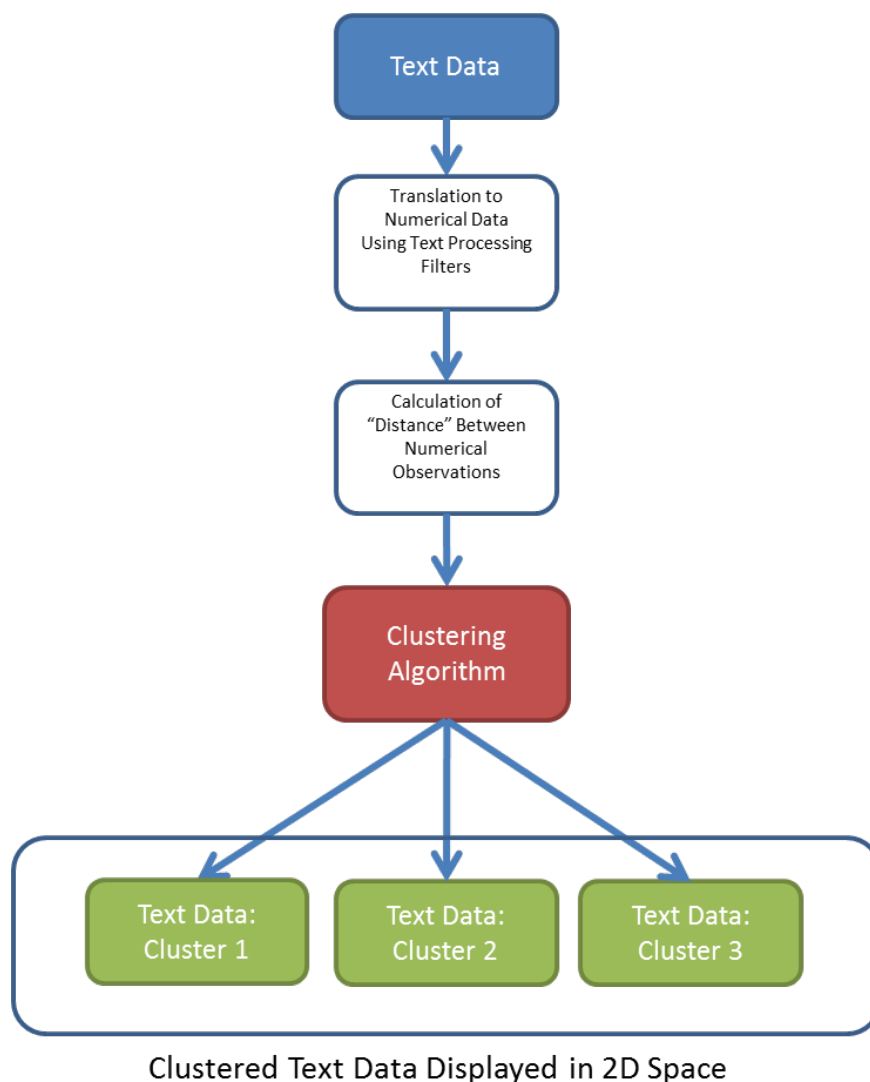 Text Data
Translation to
Numerical Data
Using Text Processing
Filters
Calculation of
“Distance” Between
Numerical
Observations
Clustering
Algorithm
Text Data:
Cluster 1
Text Data:
Cluster 2
Text Data:
Cluster 3
Clustered Text Data Displayed in 2D Space